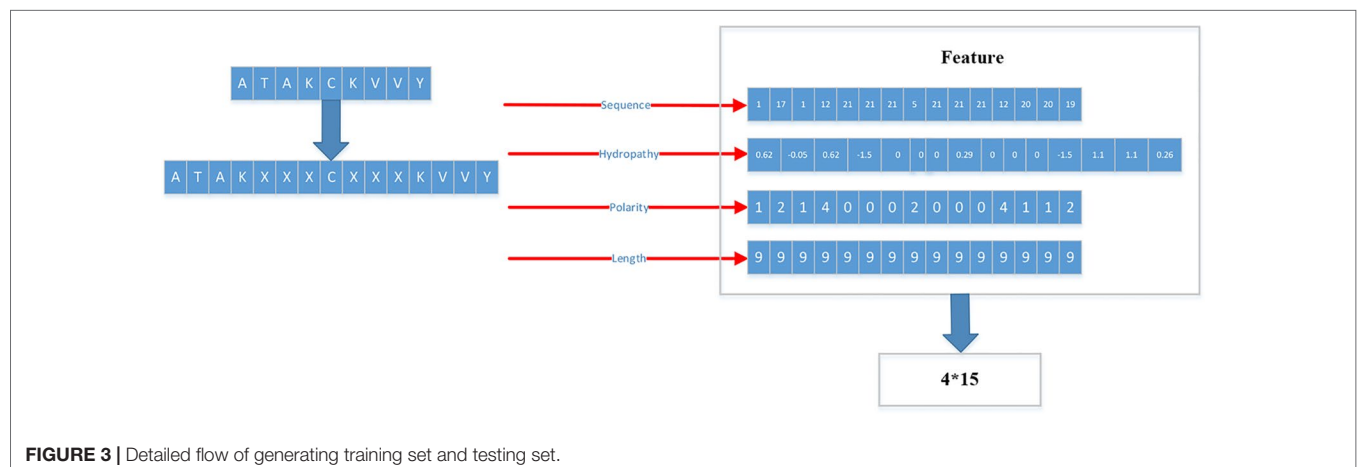 Feature
A T A K C K V V Y
A T A K X X X C X X X K V V Y
Sequence
1 17 1 12 21 21 21 5 21 21 21 12 20 20 19
Hydropathy
0.62 -0.05 0.62 -1.5 0 0 0 0.29 0 0 0 -1.5 1.1 1.1 0.26
Polarity
1 2 1 4 0 0 0 2 0 0 0 4 1 1 2
Length
9 9 9 9 9 9 9 9 9 9 9 9 9 9 9
4*15
FIGURE 3 | Detailed flow of generating training set and testing set.